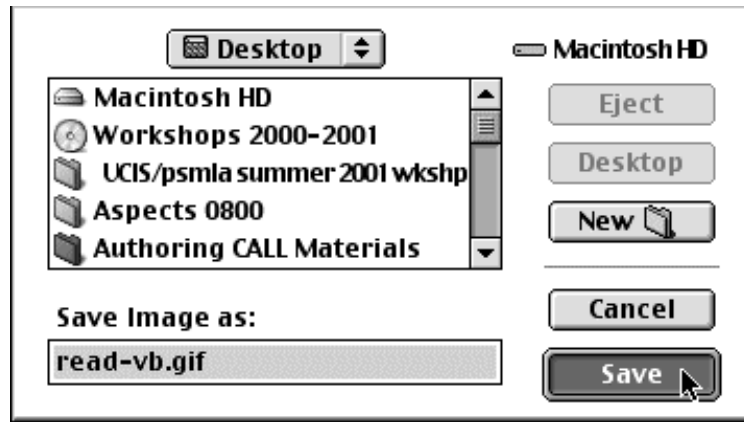 Desktop
Macintosh HD
Macintosh HD
Workshops 2000-2001
UCIS/psmla summer 2001 wkshp
Aspects 0800
Authoring CALL Materials
Eject
Desktop
New
Save Image as:
read-vb.gif
Cancel
Save